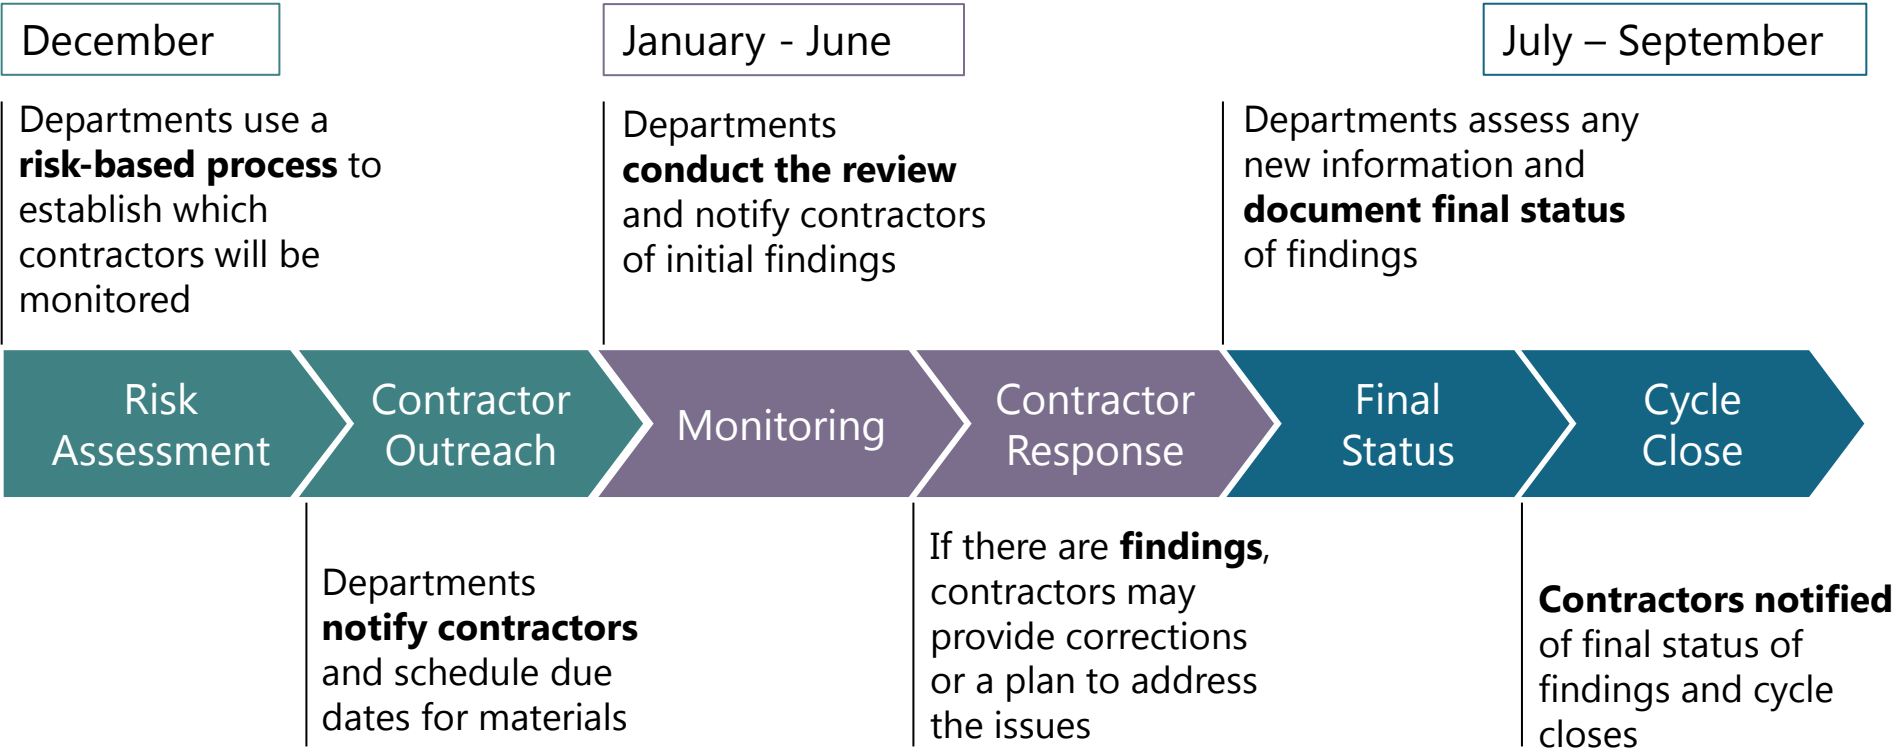 December
January - June
July – September
Departments use a
risk-based process to
establish which
contractors will be
monitored
Departments
conduct the review
and notify contractors
of initial findings
Departments assess any
new information and
document final status
of findings
Risk
Assessment
Contractor
Outreach
Monitoring
Contractor
Response
Final
Status
Cycle
Close
Departments
notify contractors
and schedule due
dates for materials
If there are findings,
contractors may
provide corrections
or a plan to address
the issues
Contractors notified
of final status of
findings and cycle
closes